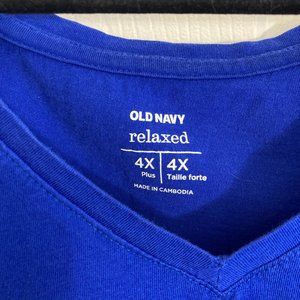 OLD NAVY
relaxed
4X 4X
Plus Taille forte
MADE IN CAMBODIA